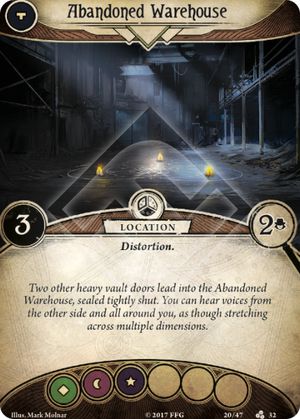 Abandoned Warehouse
3
LOCATION
2
Distortion.
Two other heavy vault doors lead into the Abandoned
Warehouse, sealed tightly shut. You can hear voices from
the other side and all around you, as though stretching
across multiple dimensions.
Illus. Mark Molnar © 2017 FFG 20/47 32